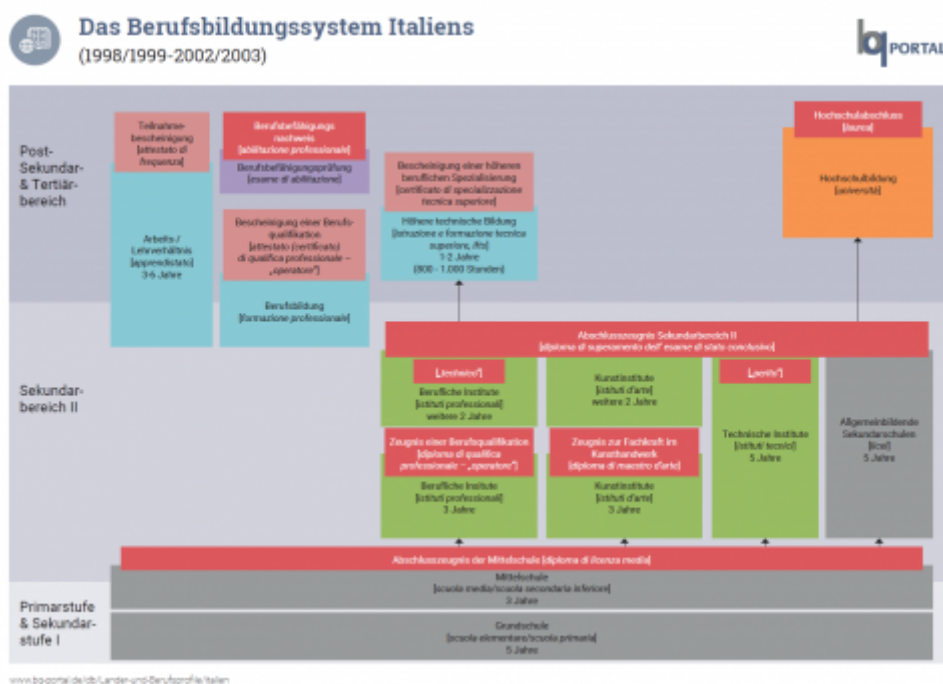 Das Berufsbildungssystem Italiens
(1998/1999-2002/2003)
bq PORTAL
Post-
Sekundar-
& Tertiär-
bereich
Teilnahme-
bescheinigung
[attestato di
frequenza]
Arbeits-/
Lehrverhältnis
[apprendistato]
3-6 Jahre
Berufsbefähigungs
nachweis
[abilitazione professionale]
Berufsbefähigungsprüfung
[esame di abilitazione]
Bescheinigung einer Berufs-
qualifikation
[attestato (certificato)
di qualifica professionale –
„operatore“]
Berufsbildung
[formazione professionale]
Bescheinigung einer höheren
beruflichen Spezialisierung
[certificato di specializzazione
tecnica superiore]
Höhere technische Bildung
[istruzione e formazione tecnica
superiore, ifts]
1-2 Jahre
(800 - 1.000 Stunden)
Hochschulabschluss
[laurea]
Hochschulbildung
[università]
Sekundar-
bereich II
Abschlusszeugnis Sekundarbereich II
[diploma di superamento dell' esame di stato conclusivo]
[„tecnico“]
Berufliche Institute
[istituti professionali]
weitere 2 Jahre
Kunstinstitute
[istituti d'arte]
weitere 2 Jahre
[„perito“]
Technische Institute
[istituti tecnici]
5 Jahre
Allgemeinbildende
Sekundarschulen
[licei]
5 Jahre
Zeugnis einer Berufsqualifikation
[diploma di qualifica
professionale – „operatore“]
Berufliche Insitute
[istituti professionali]
3 Jahre
Zeugnis zur Fachkraft im
Kunsthandwerk
[diploma di maestro d'arte]
Kunstinstitute
[istituti d'arte]
3 Jahre
Primarstufe
& Sekundar-
stufe I
Abschlusszeugnis der Mittelschule [diploma di licenza media]
Mittelschule
[scuola media/scuola secondaria inferiore]
3 Jahre
Grundschule
[scuola elementare/scuola primaria]
5 Jahre
www.bq-portal.de/db/Länder-und-Berufsprofile/italien